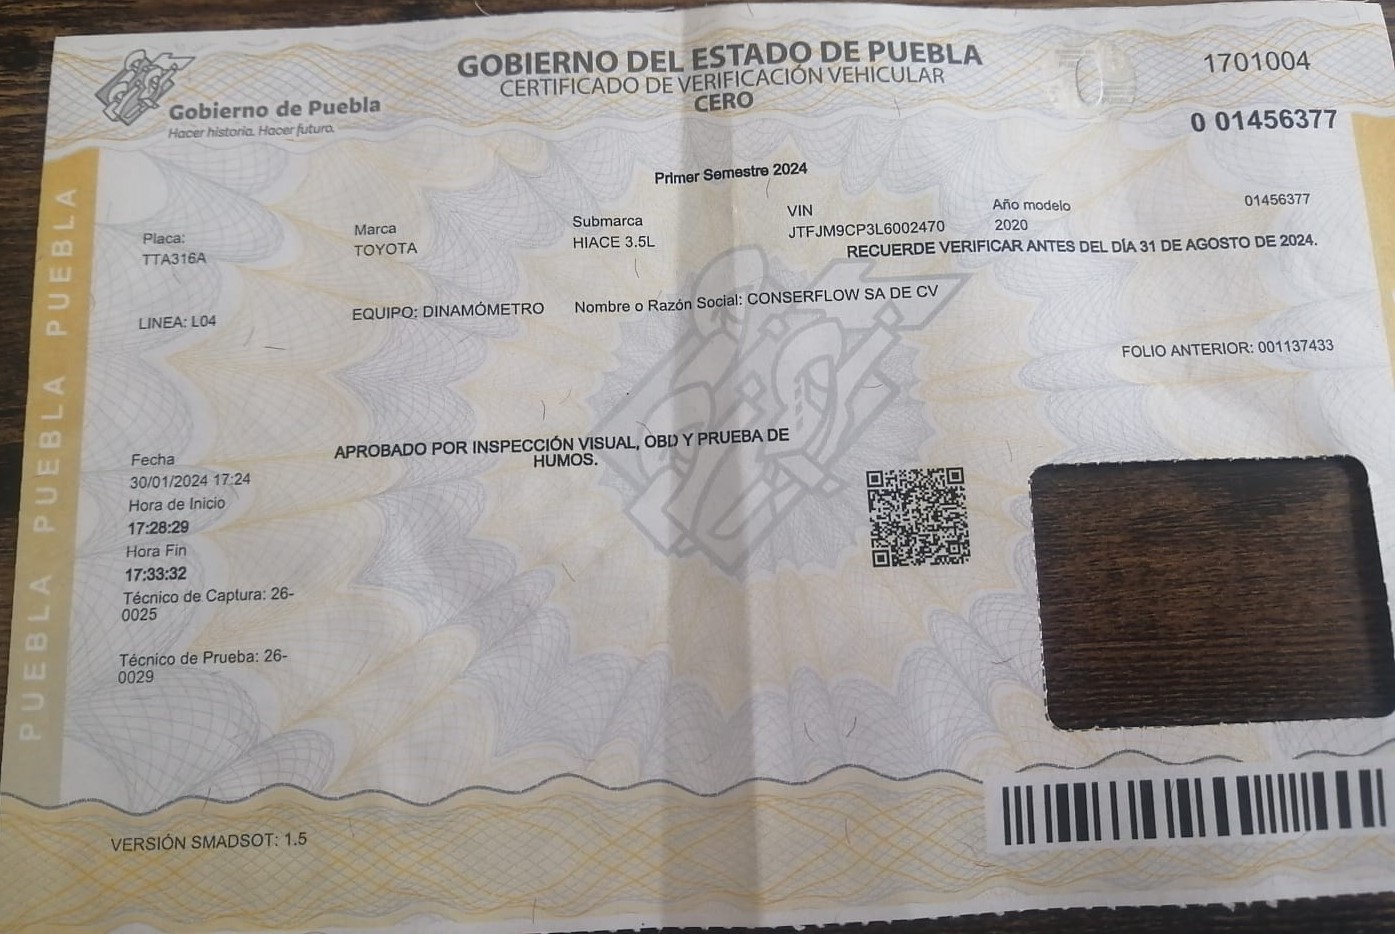 GOBIERNO DEL ESTADO DE PUEBLA
CERTIFICADO DE VERIFICACIÓN VEHICULAR
CERO
Gobierno de Puebla
Hacer historia. Hacer futuro.
0
1701004
0 01456377
Primer Semestre 2024
Placa:
TTA316A
Marca
TOYOTA
Submarca
HIACE 3.5L
VIN
JTFJM9CP3L6002470
Año modelo
2020
01456377
RECUERDE VERIFICAR ANTES DEL DÍA 31 DE AGOSTO DE 2024.
LINEA: L04
EQUIPO: DINAMÓMETRO
Nombre o Razón Social: CONSERFLOW SA DE CV
FOLIO ANTERIOR: 001137433
APROBADO POR INSPECCIÓN VISUAL, OBD Y PRUEBA DE
HUMOS.
Fecha
30/01/2024 17:24
Hora de Inicio
17:28:29
Hora Fin
17:33:32
Técnico de Captura: 26-
0025
Técnico de Prueba: 26-
0029
VERSIÓN SMADSOT: 1.5
PUEBLA PUEBLA PUEBLA PUEBLA